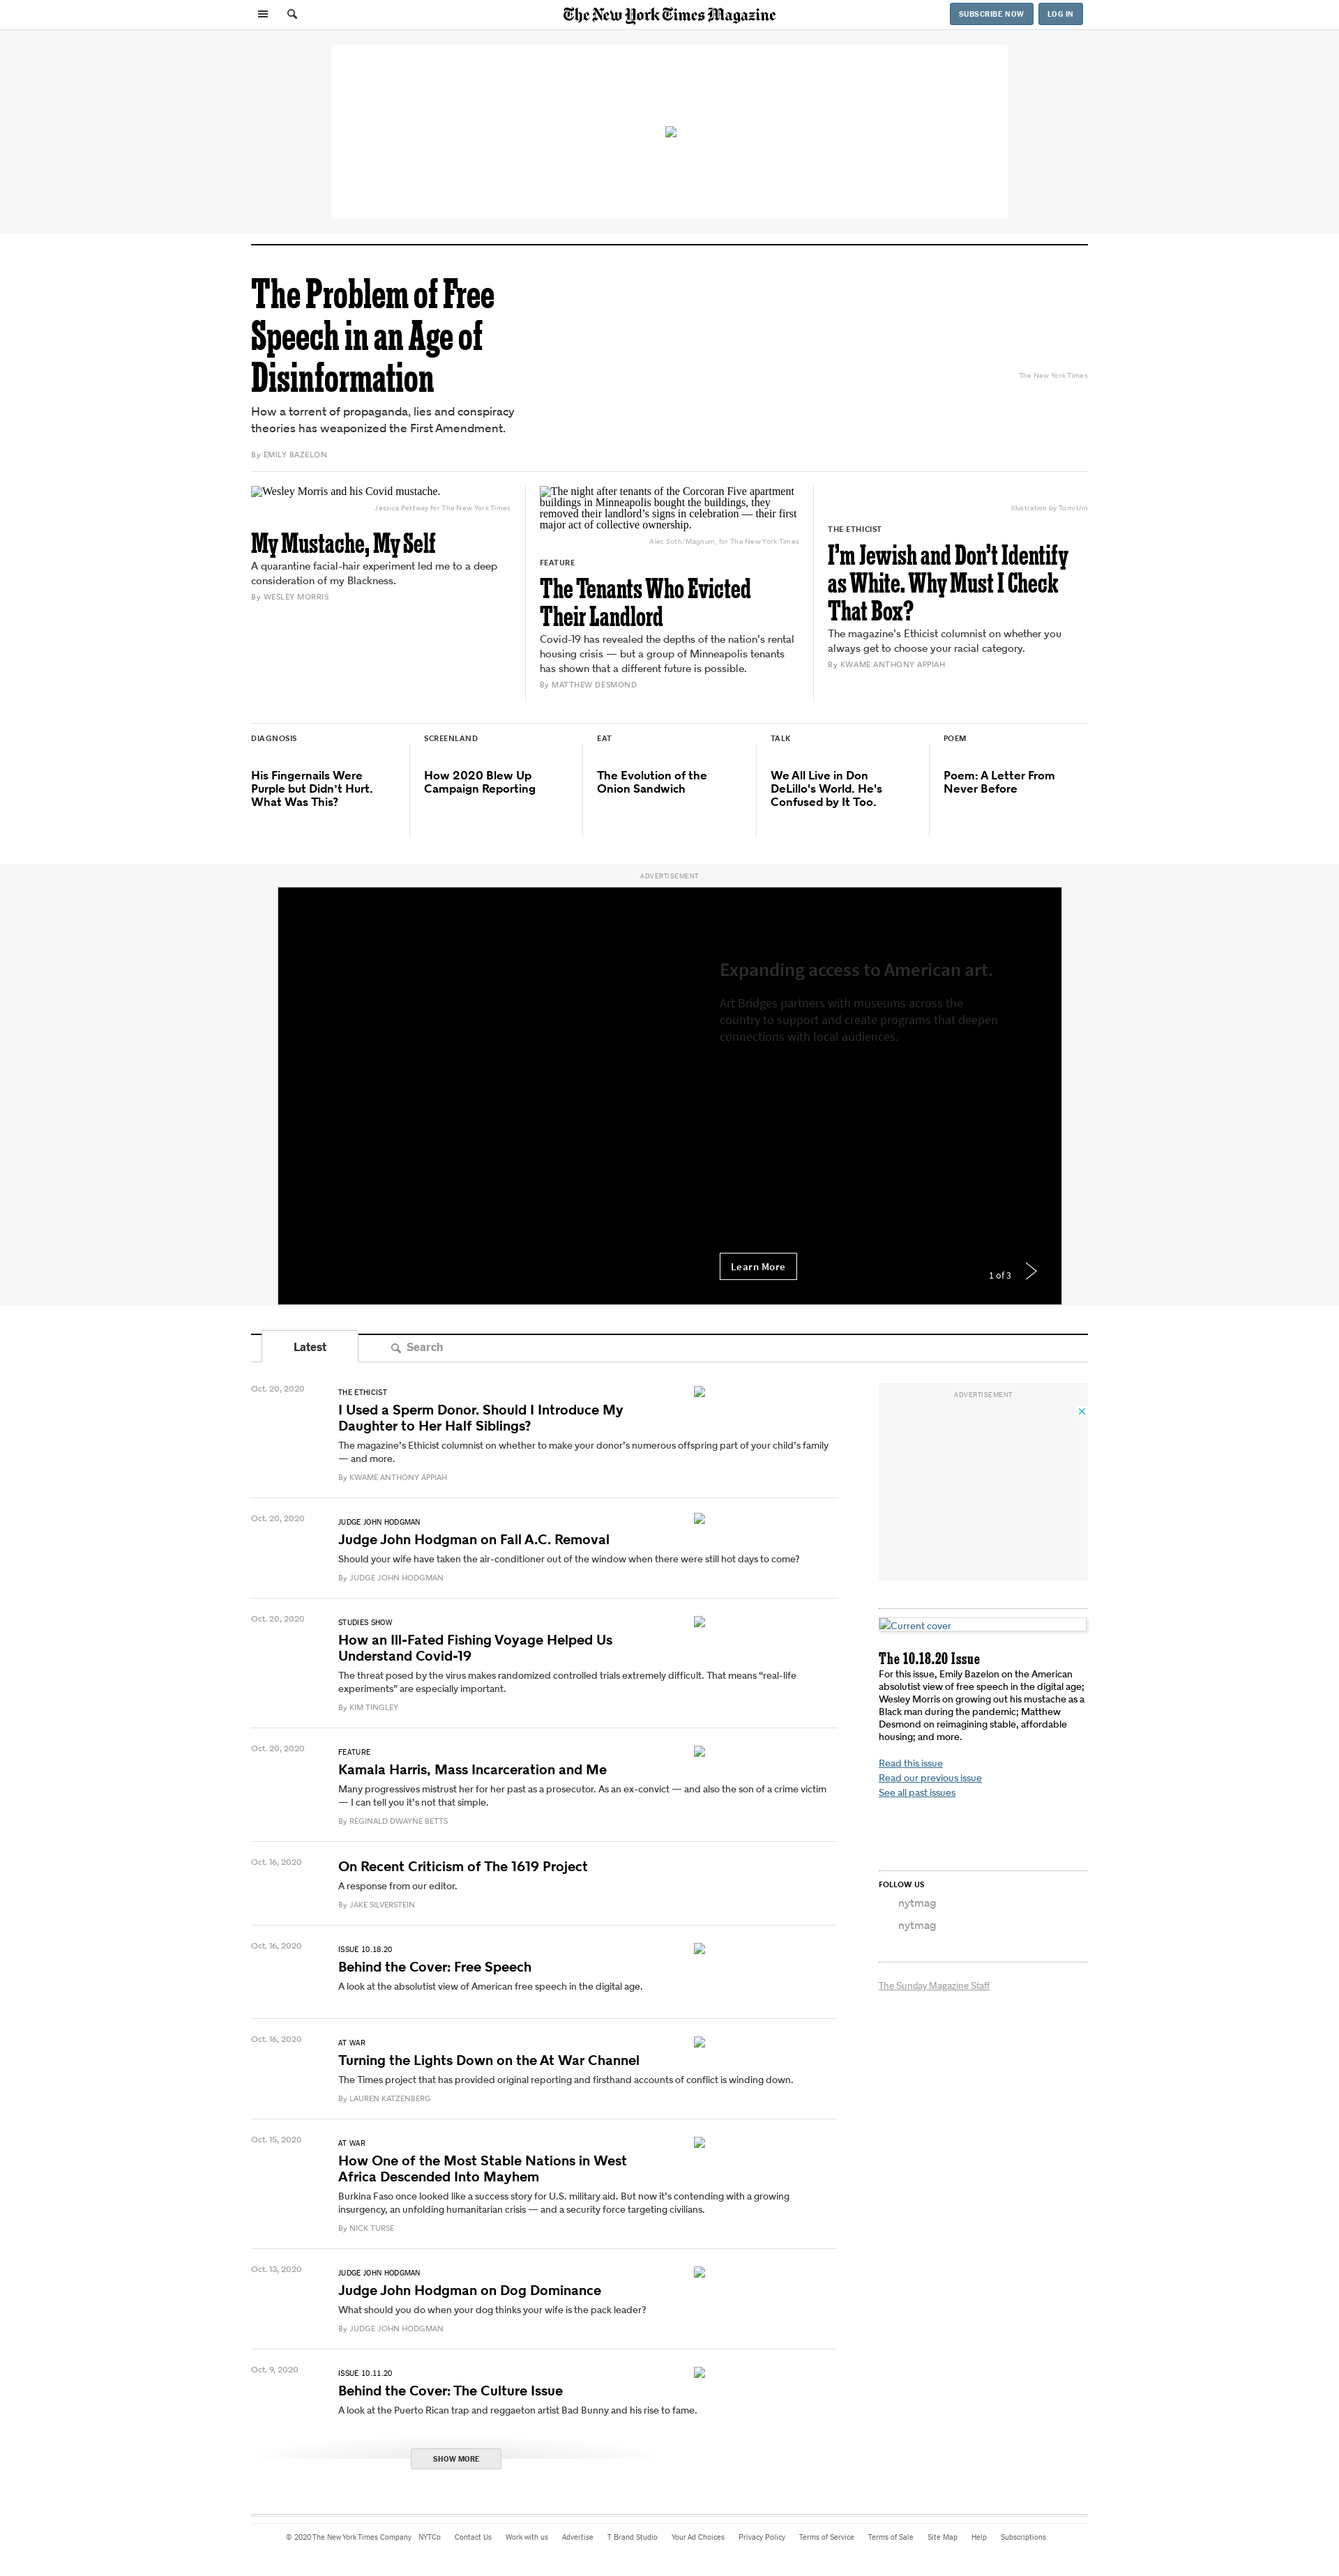 The New York Times Magazine
SUBSCRIBE NOW
LOG IN
The Problem of Free
Speech in an Age of
Disinformation
How a torrent of propaganda, lies and conspiracy
theories has weaponized the First Amendment.
By EMILY BAZELON
The New York Times
Wesley Morris and his Covid mustache.
Jessica Pettway for The New York Times
My Mustache, My Self
A quarantine facial-hair experiment led me to a deep
consideration of my Blackness.
By WESLEY MORRIS
The night after tenants of the Corcoran Five apartment
buildings in Minneapolis bought the buildings, they
removed their landlord’s signs in celebration — their first
major act of collective ownership.
Alec Soth/Magnum, for The New York Times
FEATURE
The Tenants Who Evicted
Their Landlord
Covid-19 has revealed the depths of the nation’s rental
housing crisis — but a group of Minneapolis tenants
has shown that a different future is possible.
By MATTHEW DESMOND
Illustration by Tomi Um
THE ETHICIST
I’m Jewish and Don’t Identify
as White. Why Must I Check
That Box?
The magazine’s Ethicist columnist on whether you
always get to choose your racial category.
By KWAME ANTHONY APPIAH
DIAGNOSIS
His Fingernails Were
Purple but Didn’t Hurt.
What Was This?
SCREENLAND
How 2020 Blew Up
Campaign Reporting
EAT
The Evolution of the
Onion Sandwich
TALK
We All Live in Don
DeLillo's World. He's
Confused by It Too.
POEM
Poem: A Letter From
Never Before
ADVERTISEMENT
Expanding access to American art.
Art Bridges partners with museums across the
country to support and create programs that deepen
connections with local audiences.
Learn More
1 of 3
Latest
Search
Oct. 20, 2020
THE ETHICIST
I Used a Sperm Donor. Should I Introduce My
Daughter to Her Half Siblings?
The magazine’s Ethicist columnist on whether to make your donor’s numerous offspring part of your child’s family
— and more.
By KWAME ANTHONY APPIAH
Oct. 20, 2020
JUDGE JOHN HODGMAN
Judge John Hodgman on Fall A.C. Removal
Should your wife have taken the air-conditioner out of the window when there were still hot days to come?
By JUDGE JOHN HODGMAN
Oct. 20, 2020
STUDIES SHOW
How an Ill-Fated Fishing Voyage Helped Us
Understand Covid-19
The threat posed by the virus makes randomized controlled trials extremely difficult. That means “real-life
experiments” are especially important.
By KIM TINGLEY
Oct. 20, 2020
FEATURE
Kamala Harris, Mass Incarceration and Me
Many progressives mistrust her for her past as a prosecutor. As an ex-convict — and also the son of a crime victim
— I can tell you it’s not that simple.
By REGINALD DWAYNE BETTS
Oct. 16, 2020
On Recent Criticism of The 1619 Project
A response from our editor.
By JAKE SILVERSTEIN
Oct. 16, 2020
ISSUE 10.18.20
Behind the Cover: Free Speech
A look at the absolutist view of American free speech in the digital age.
Oct. 16, 2020
AT WAR
Turning the Lights Down on the At War Channel
The Times project that has provided original reporting and firsthand accounts of conflict is winding down.
By LAUREN KATZENBERG
Oct. 15, 2020
AT WAR
How One of the Most Stable Nations in West
Africa Descended Into Mayhem
Burkina Faso once looked like a success story for U.S. military aid. But now it’s contending with a growing
insurgency, an unfolding humanitarian crisis — and a security force targeting civilians.
By NICK TURSE
Oct. 13, 2020
JUDGE JOHN HODGMAN
Judge John Hodgman on Dog Dominance
What should you do when your dog thinks your wife is the pack leader?
By JUDGE JOHN HODGMAN
Oct. 9, 2020
ISSUE 10.11.20
Behind the Cover: The Culture Issue
A look at the Puerto Rican trap and reggaeton artist Bad Bunny and his rise to fame.
SHOW MORE
ADVERTISEMENT
Current cover
The 10.18.20 Issue
For this issue, Emily Bazelon on the American
absolutist view of free speech in the digital age;
Wesley Morris on growing out his mustache as a
Black man during the pandemic; Matthew
Desmond on reimagining stable, affordable
housing; and more.
Read this issue
Read our previous issue
See all past issues
FOLLOW US
nytmag
nytmag
The Sunday Magazine Staff
© 2020 The New York Times Company NYTCo Contact Us Work with us Advertise T Brand Studio Your Ad Choices Privacy Policy Terms of Service Terms of Sale Site Map Help Subscriptions